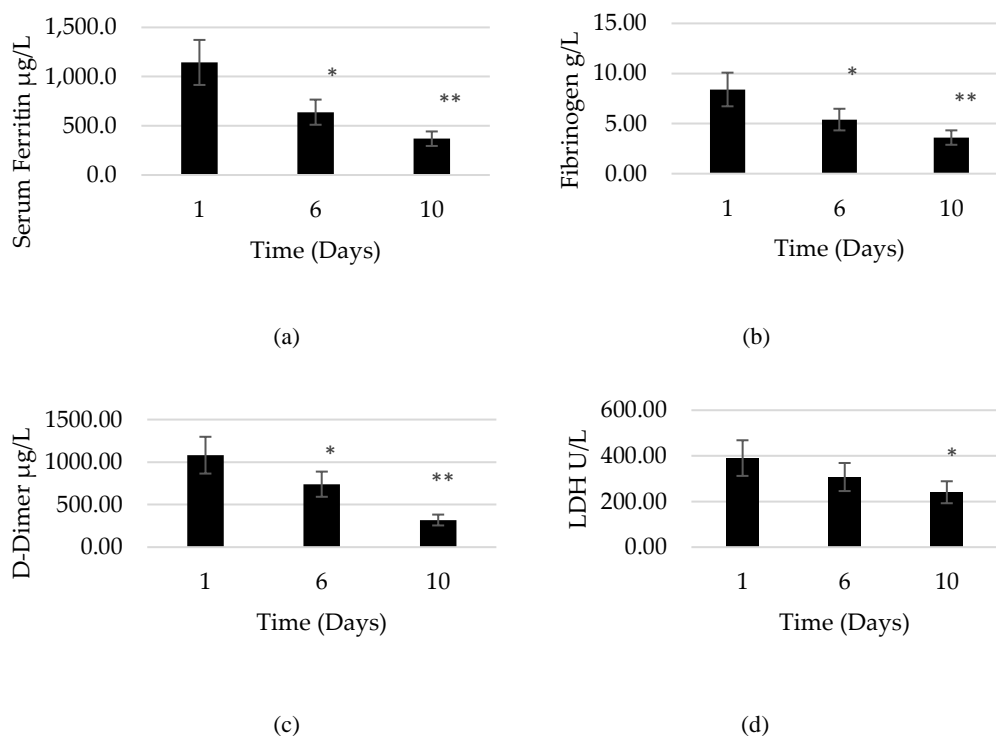 Serum Ferritin µg/L
1,500.0
1,000.0
500.0
0.0
*
**
1 6 10
Time (Days)
(a)
Fibrinogen g/L
15.00
10.00
5.00
0.00
*
**
1 6 10
Time (Days)
(b)
D-Dimer µg/L
1500.00
1000.00
500.00
0.00
*
**
1 6 10
Time (Days)
(c)
LDH U/L
600.00
400.00
200.00
0.00
*
1 6 10
Time (Days)
(d)